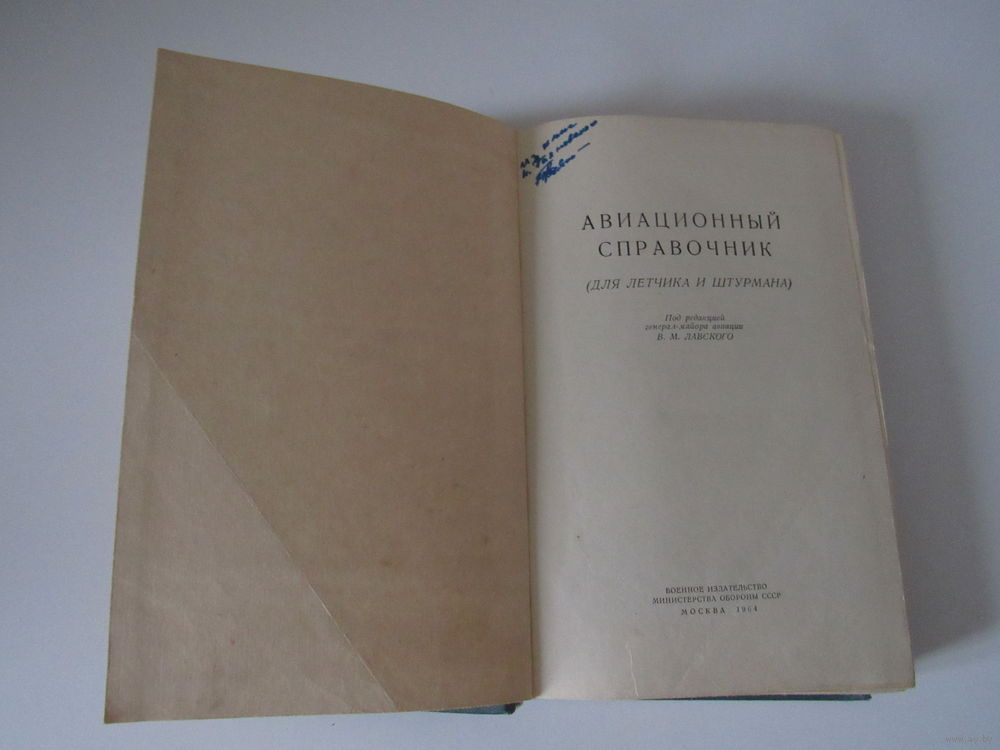 АВИАЦИОННЫЙ
СПРАВОЧНИК
(ДЛЯ ЛЕТЧИКА И ШТУРМАНА)
Под редакцией
генерал-майора авиации
В. М. ЛАВСКОГО
ВОЕННОЕ ИЗДАТЕЛЬСТВО
МИНИСТЕРСТВА ОБОРОНЫ СССР
МОСКВА 1964